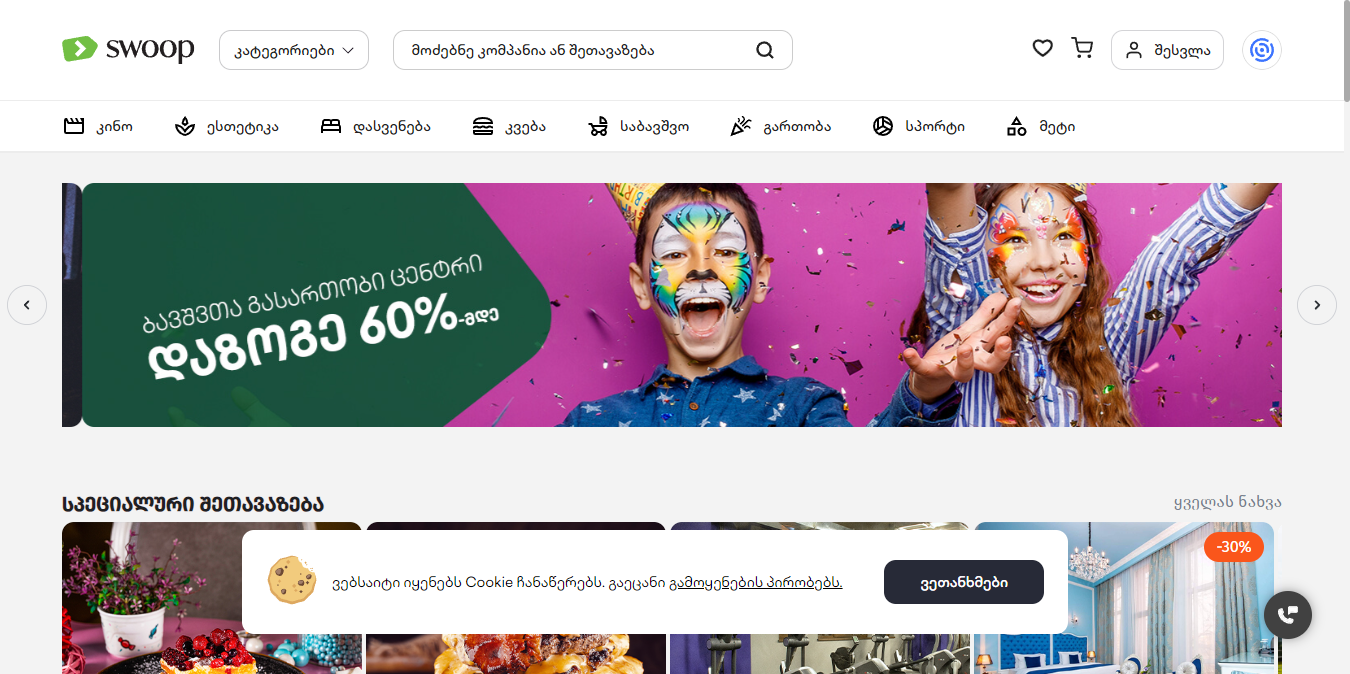 swoop
კატეგორიები
მოძებნე კომპანია ან შეთავაზება
შესვლა
კინო
ესთეტიკა
დასვენება
კვება
საბავშვო
გართობა
სპორტი
მეტი
ბავშვთა გასართობი ცენტრი
დაზოგე 60%-მდე
სპეციალური შეთავაზება
ყველას ნახვა
-30%
ვებსაიტი იყენებს Cookie ჩანაწერებს. გაეცანი გამოყენების პირობებს.
ვეთანხმები